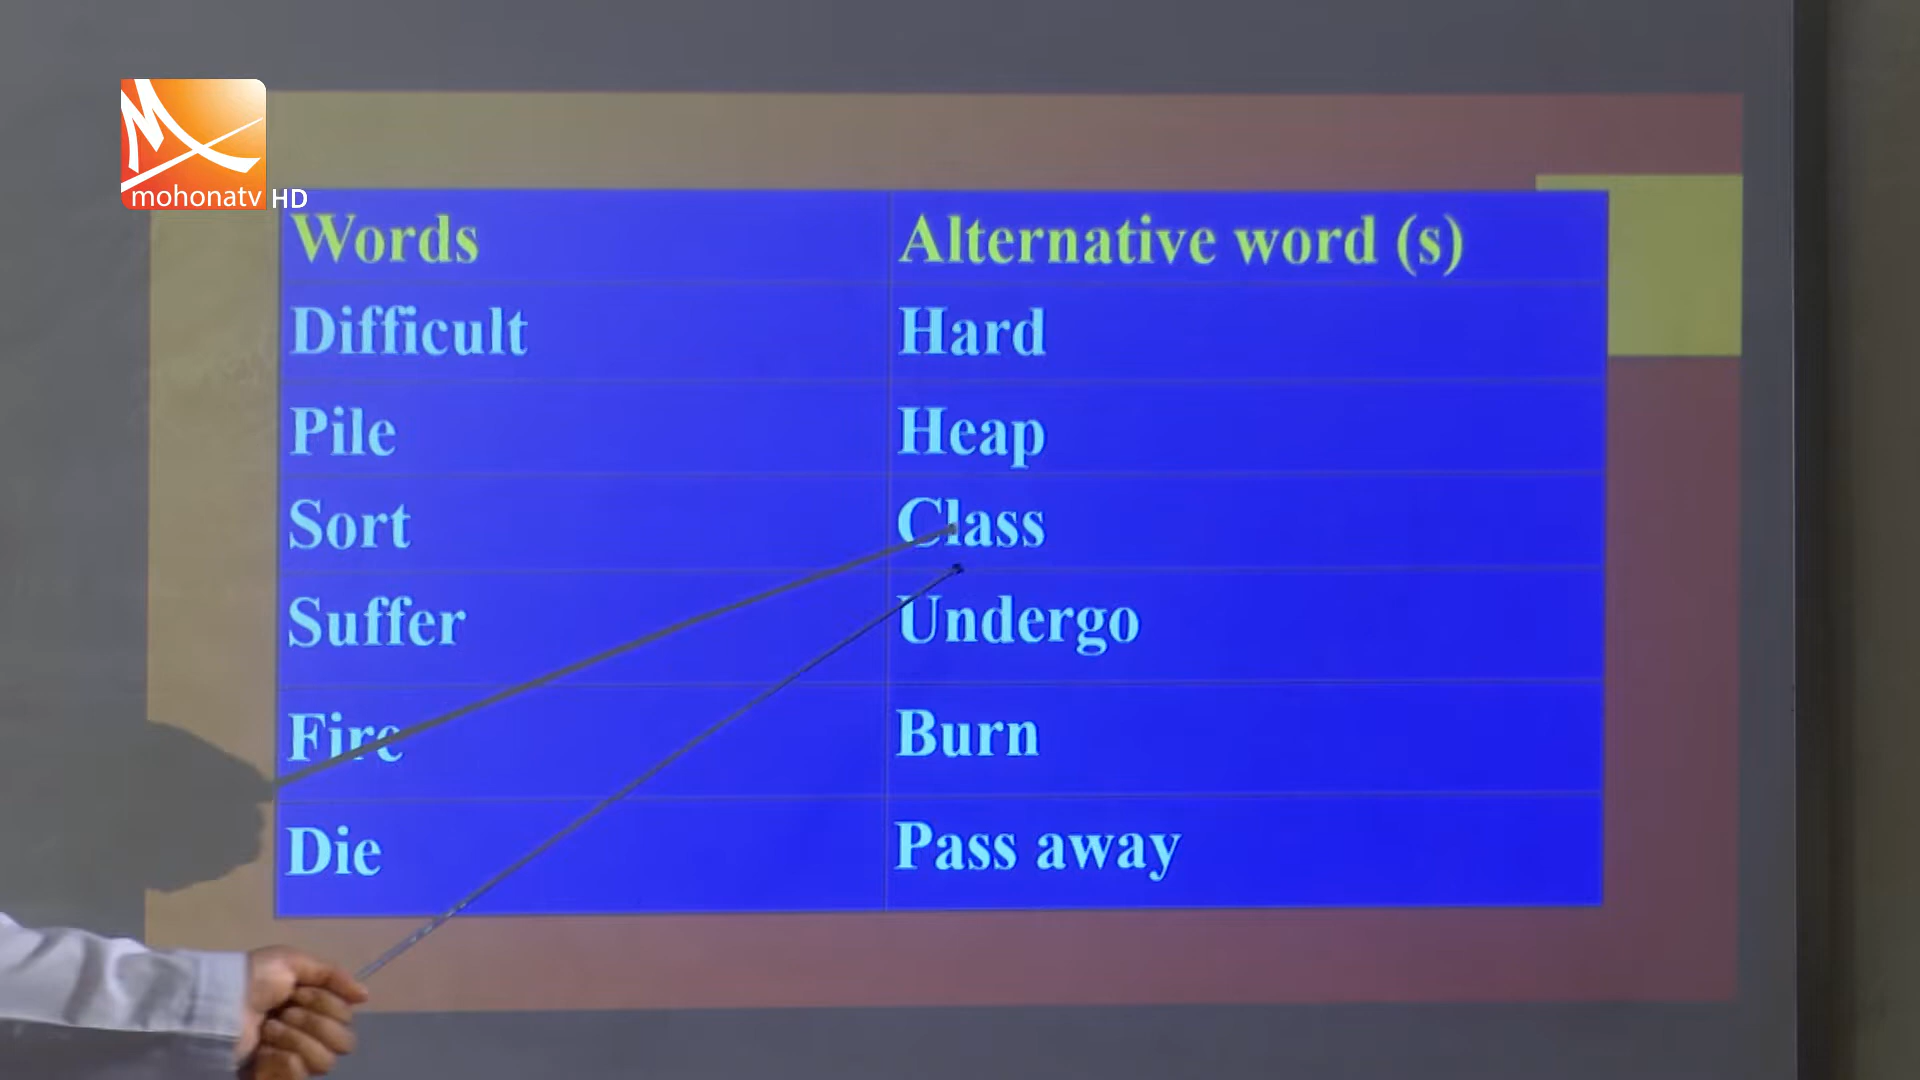 mohonatv HD
Words Alternative word (s)
Difficult Hard
Pile Heap
Sort Class
Suffer Undergo
Fire Burn
Die Pass away